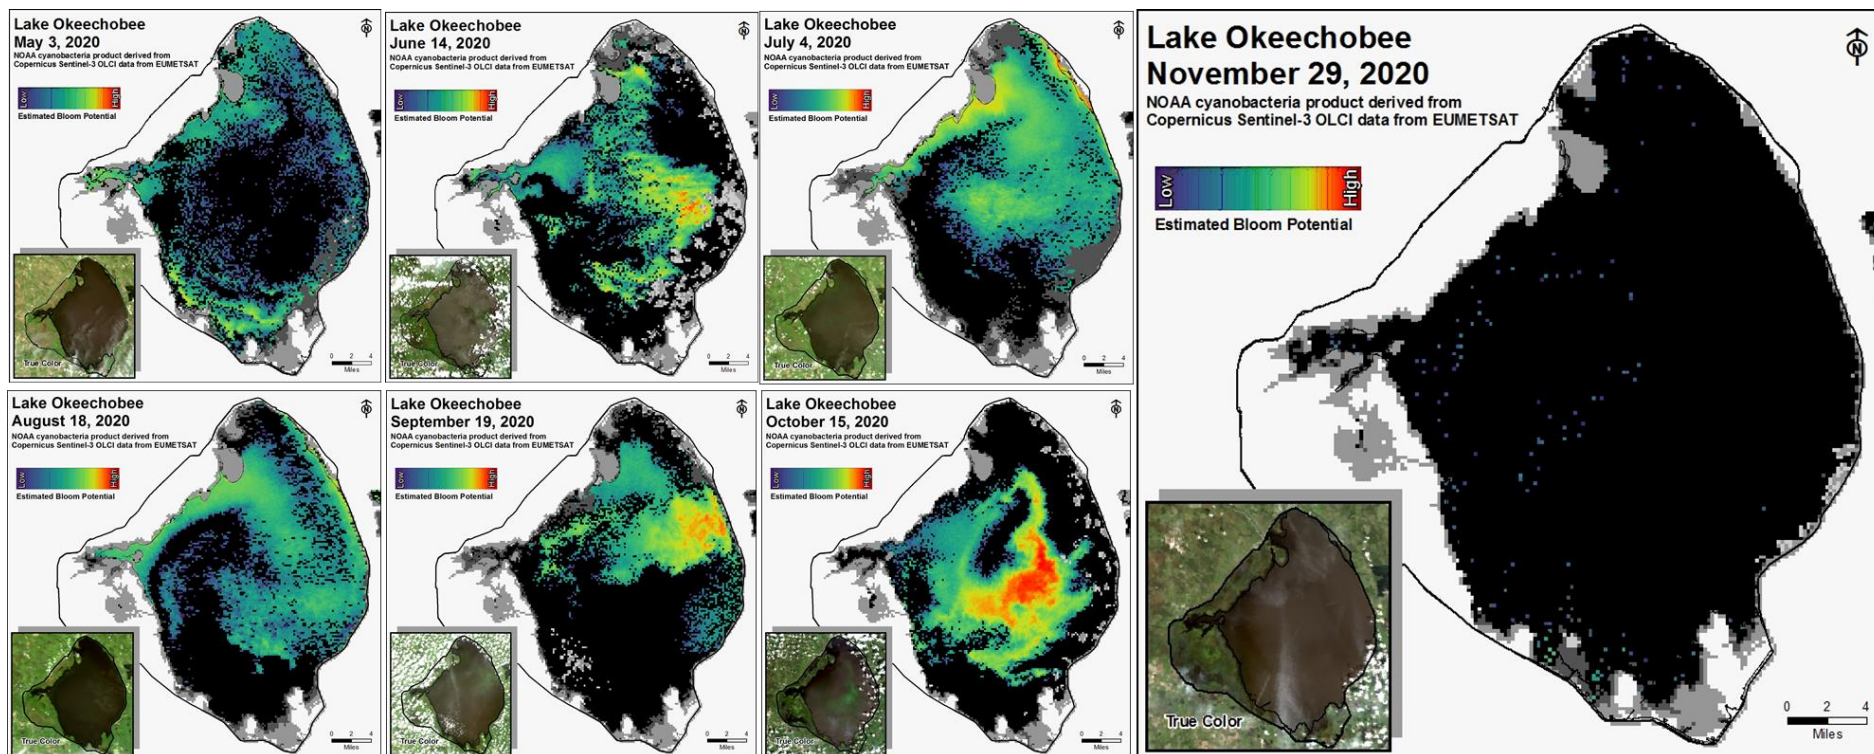 Lake Okeechobee
May 3, 2020
NOAA cyanobacteria product derived from
Copernicus Sentinel-3 OLCI data from EUMETSAT
N
Low
High
Estimated Bloom Potential
True Color
0 2 4
Miles
Lake Okeechobee
June 14, 2020
NOAA cyanobacteria product derived from
Copernicus Sentinel-3 OLCI data from EUMETSAT
N
Low
High
Estimated Bloom Potential
True Color
0 2 4
Miles
Lake Okeechobee
July 4, 2020
NOAA cyanobacteria product derived from
Copernicus Sentinel-3 OLCI data from EUMETSAT
N
Low
High
Estimated Bloom Potential
True Color
0 2 4
Miles
Lake Okeechobee
August 18, 2020
NOAA cyanobacteria product derived from
Copernicus Sentinel-3 OLCI data from EUMETSAT
N
Low
High
Estimated Bloom Potential
True Color
0 2 4
Miles
Lake Okeechobee
September 19, 2020
NOAA cyanobacteria product derived from
Copernicus Sentinel-3 OLCI data from EUMETSAT
N
Low
High
Estimated Bloom Potential
True Color
0 2 4
Miles
Lake Okeechobee
October 15, 2020
NOAA cyanobacteria product derived from
Copernicus Sentinel-3 OLCI data from EUMETSAT
N
Low
High
Estimated Bloom Potential
True Color
0 2 4
Miles
Lake Okeechobee
November 29, 2020
NOAA cyanobacteria product derived from
Copernicus Sentinel-3 OLCI data from EUMETSAT
N
Low
High
Estimated Bloom Potential
True Color
0 2 4
Miles